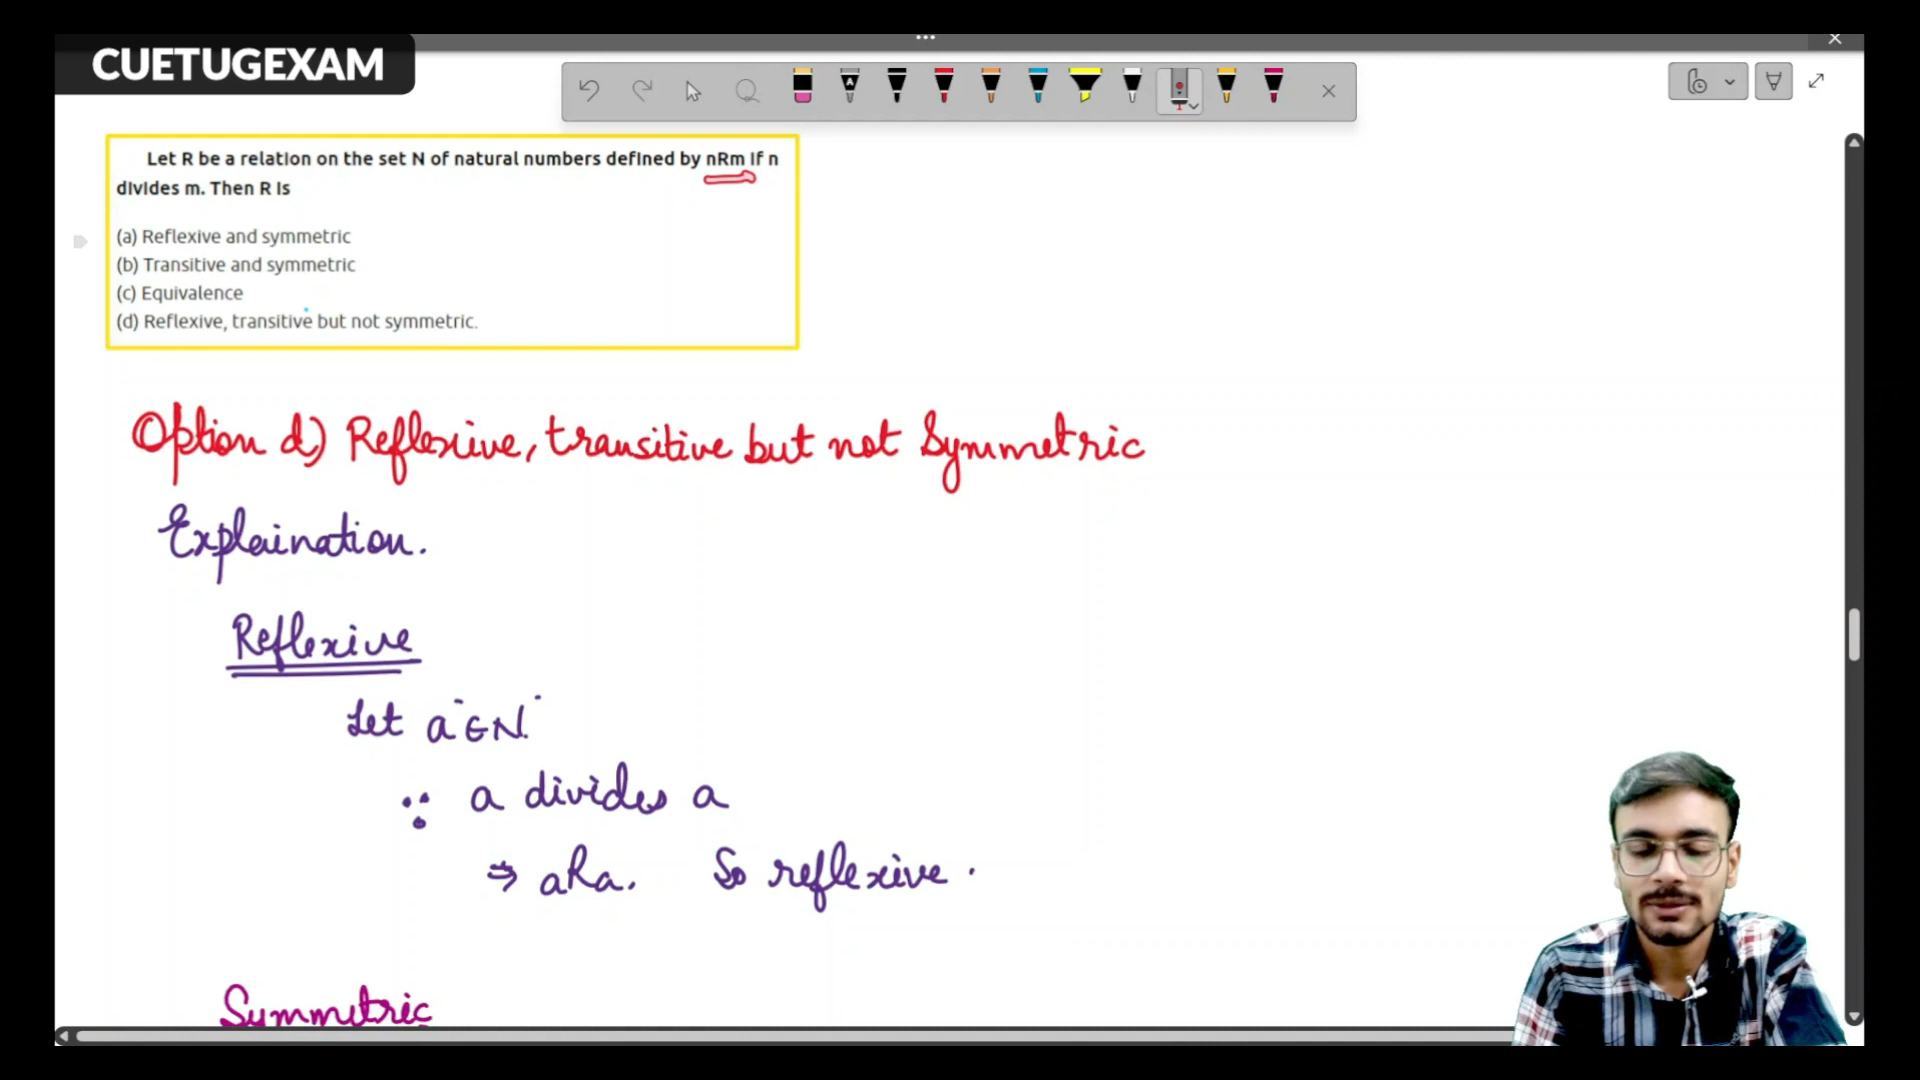 CUETUGEXAM
Let R be a relation on the set N of natural numbers defined by nRm if n
divides m. Then R is
(a) Reflexive and symmetric
(b) Transitive and symmetric
(c) Equivalence
(d) Reflexive, transitive but not symmetric.
Option d) Reflexive, transitive but not Symmetric
Explaination.
Reflexive
Let a ∈ N.
∵ a divides a
⇒ aRa. So reflexive.
Symmetric